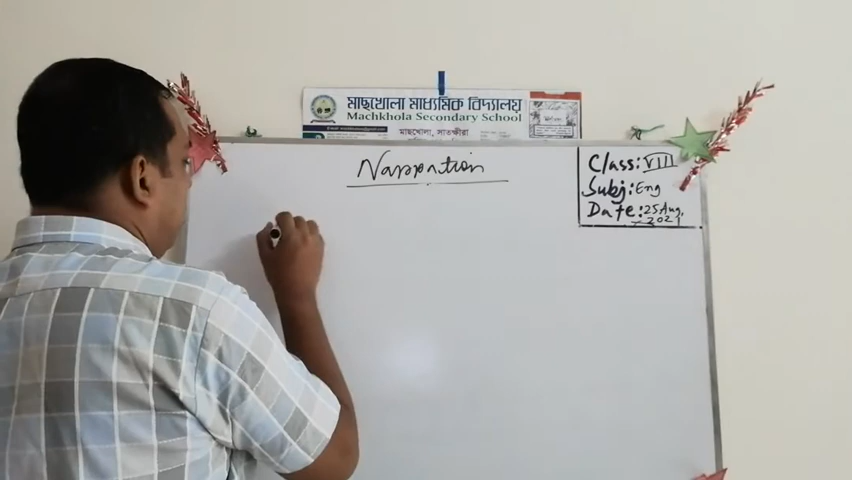 মাছখোলা মাধ্যমিক বিদ্যালয়
Machkhola Secondary School
মাছখোলা, সাতক্ষীরা
Narration
Class: VIII
Subj: Eng
Date: 25 Aug,
2021